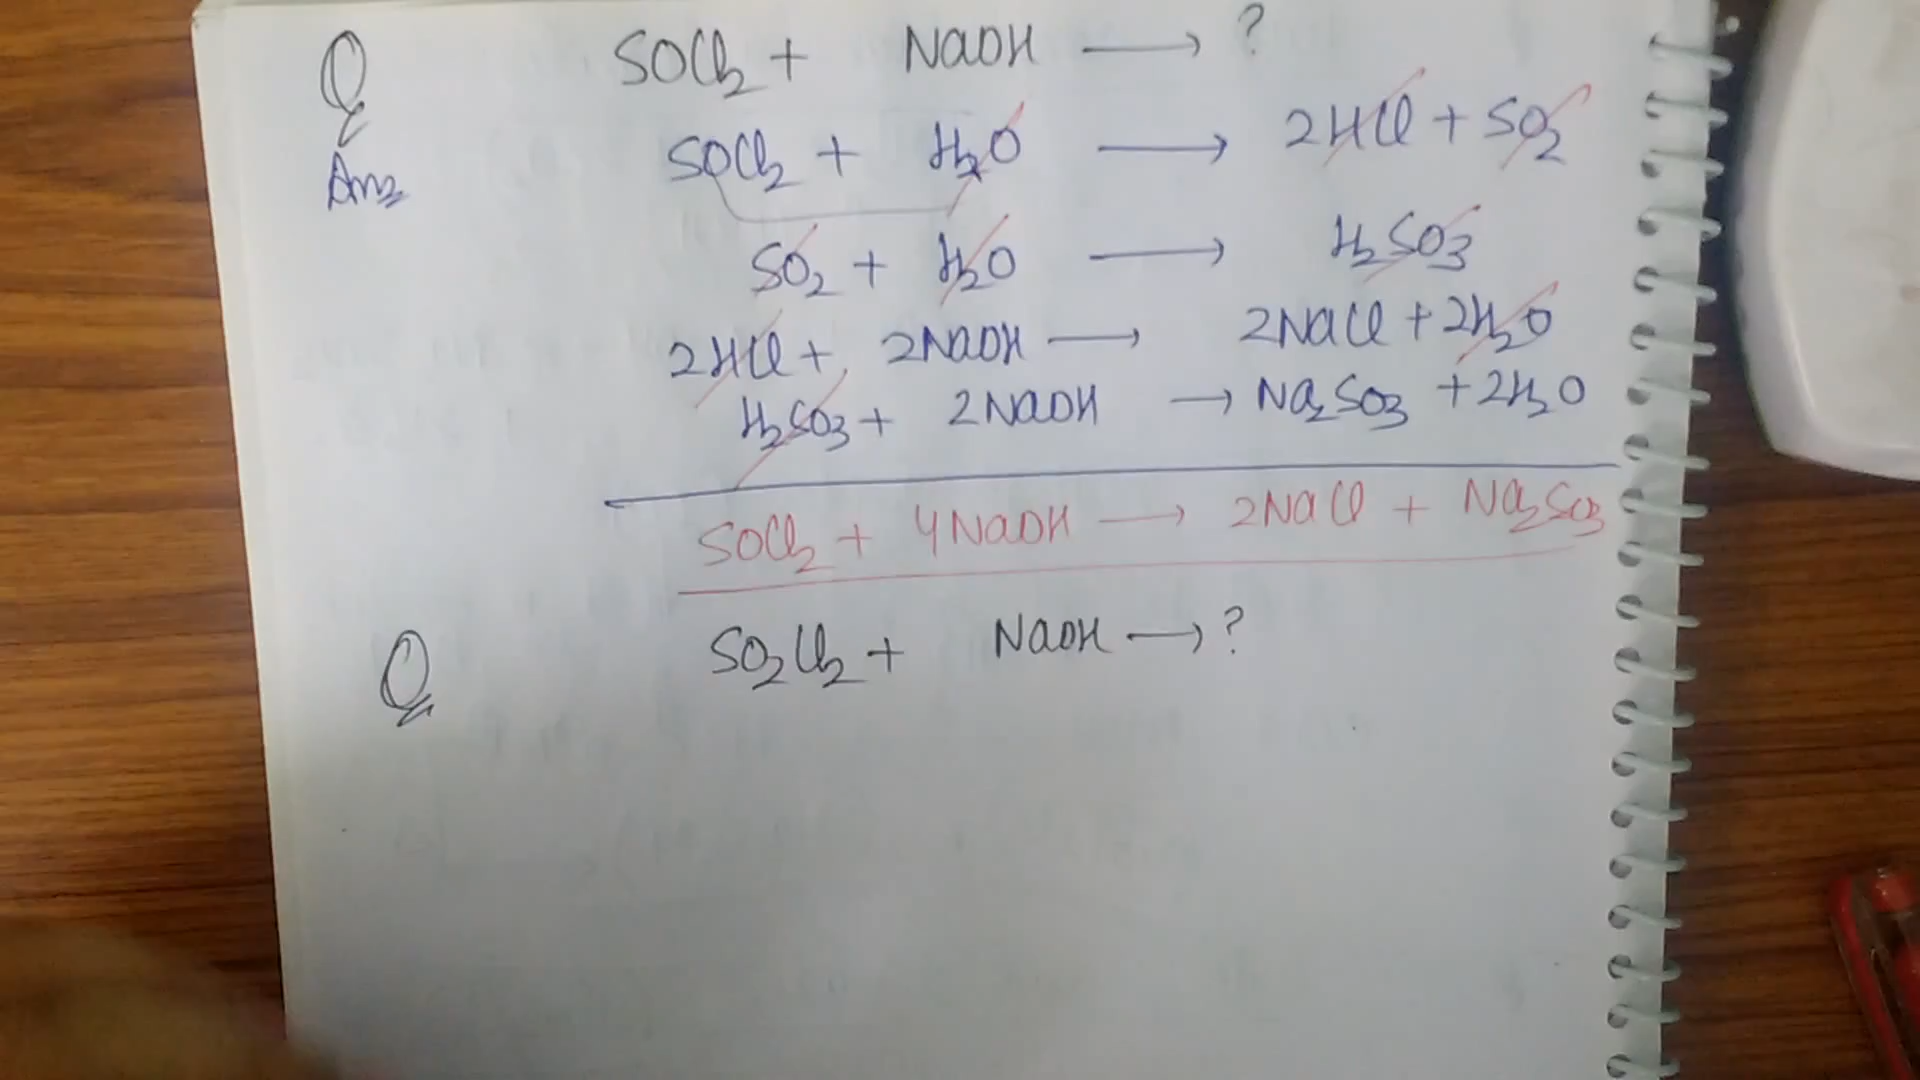 Q SOCl2 + NaOH → ?
Ans SOCl2 + H2O → 2HCl + SO2
SO2 + H2O → H2SO3
2HCl + 2NaOH → 2NaCl + 2H2O
H2SO3 + 2NaOH → Na2SO3 + 2H2O
SOCl2 + 4NaOH → 2NaCl + Na2SO3
Q SO2Cl2 + NaOH → ?